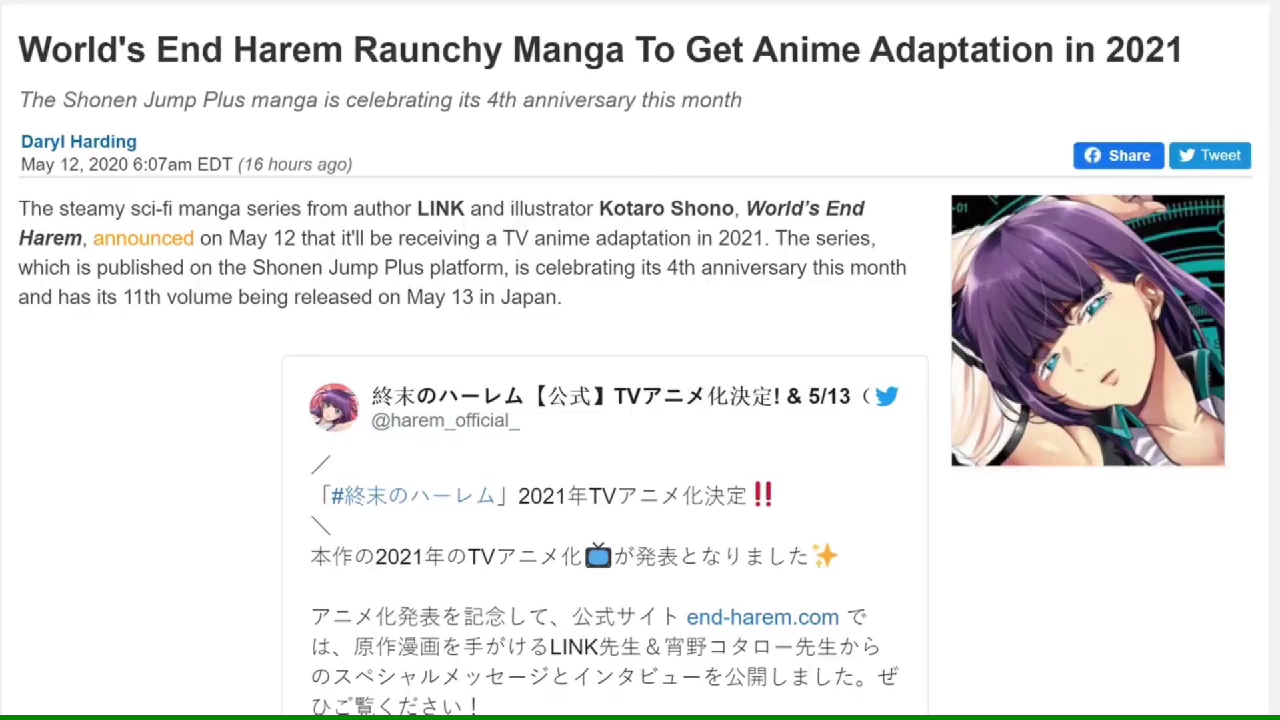 World's End Harem Raunchy Manga To Get Anime Adaptation in 2021
The Shonen Jump Plus manga is celebrating its 4th anniversary this month
Daryl Harding
May 12, 2020 6:07am EDT (16 hours ago)
Share
Tweet
The steamy sci-fi manga series from author LINK and illustrator Kotaro Shono, World's End
Harem, announced on May 12 that it'll be receiving a TV anime adaptation in 2021. The series,
which is published on the Shonen Jump Plus platform, is celebrating its 4th anniversary this month
and has its 11th volume being released on May 13 in Japan.
-01
終末のハーレム【公式】TVアニメ化決定! & 5/13（
@harem_official_
／
「#終末のハーレム」2021年TVアニメ化決定‼️
＼
本作の2021年のTVアニメ化📺が発表となりました✨
アニメ化発表を記念して、公式サイト end-harem.com で
は、原作漫画を手がけるLINK先生＆宵野コタロー先生から
のスペシャルメッセージとインタビューを公開しました。ぜ
ひご覧ください！